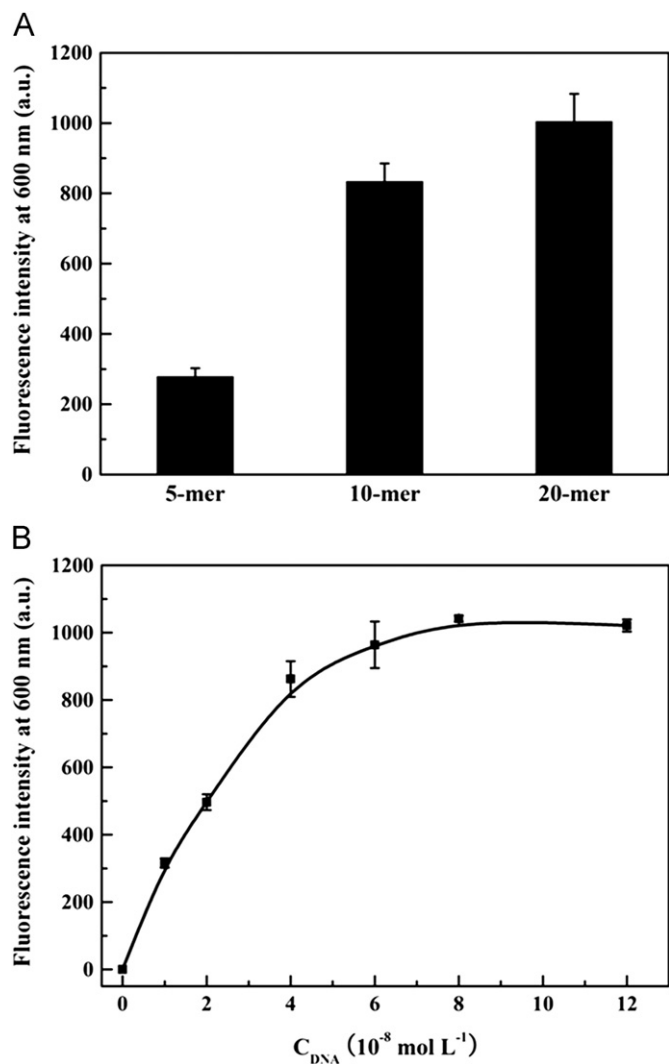 A
Fluorescence intensity at 600 nm (a.u.)
1200
1000
800
600
400
200
0
5-mer
10-mer
20-mer
B
Fluorescence intensity at 600 nm (a.u.)
1200
1000
800
600
400
200
0
0
2
4
6
8
10
12
C_DNA (10⁻⁸ mol L⁻¹)